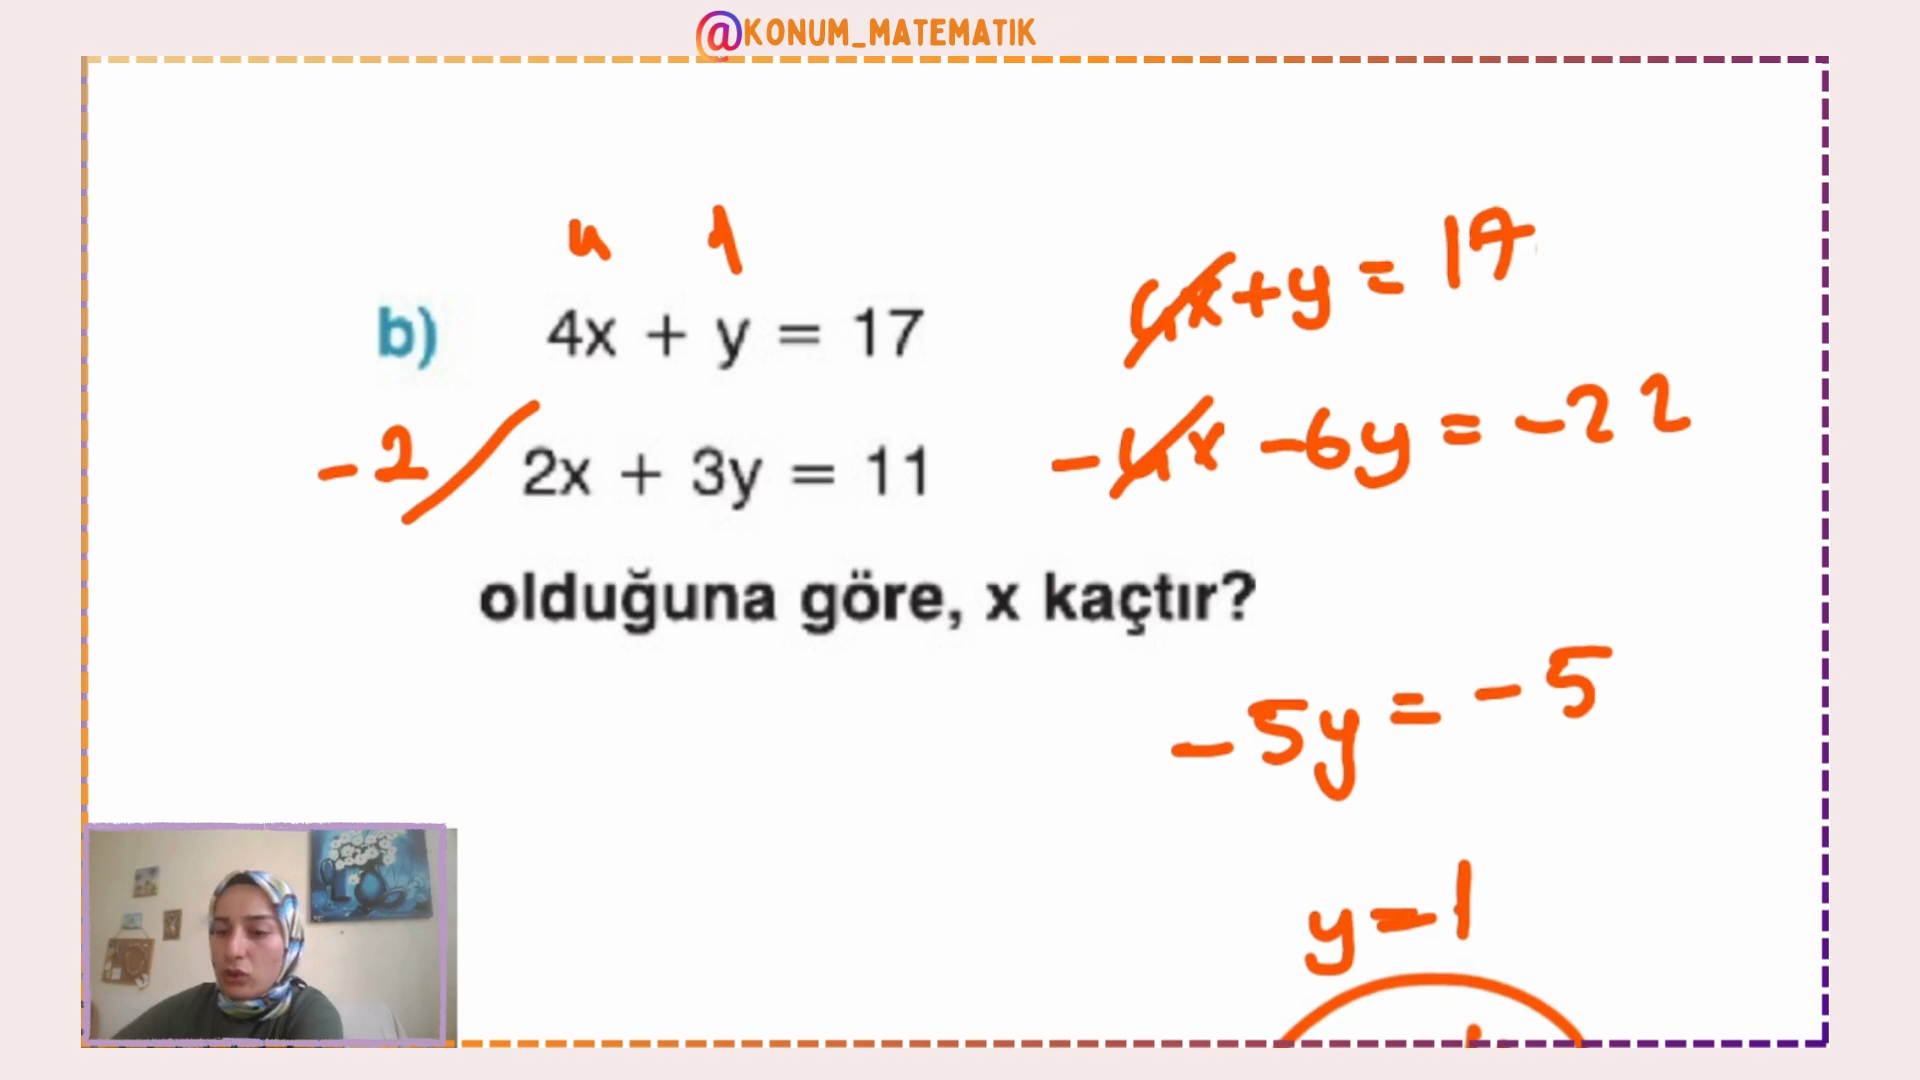 @KONUM_MATEMATIK
4 1
b) 4x + y = 17
-2/ 2x + 3y = 11
olduğuna göre, x kaçtır?
4x+y = 17
-4x -6y = -22
-5y = -5
y=1